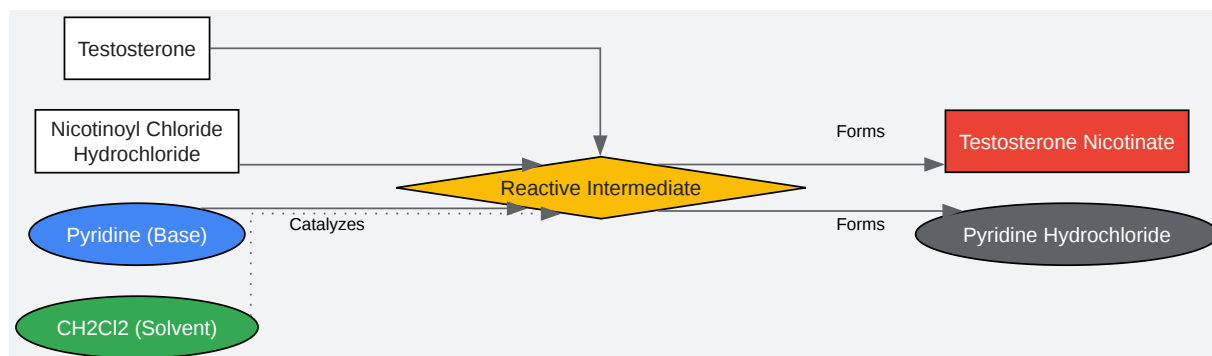 Testosterone
Nicotinoyl Chloride
Hydrochloride
Forms
Testosterone Nicotinate
Reactive Intermediate
Pyridine (Base)
Catalyzes
Forms
Pyridine Hydrochloride
CH2Cl2 (Solvent)